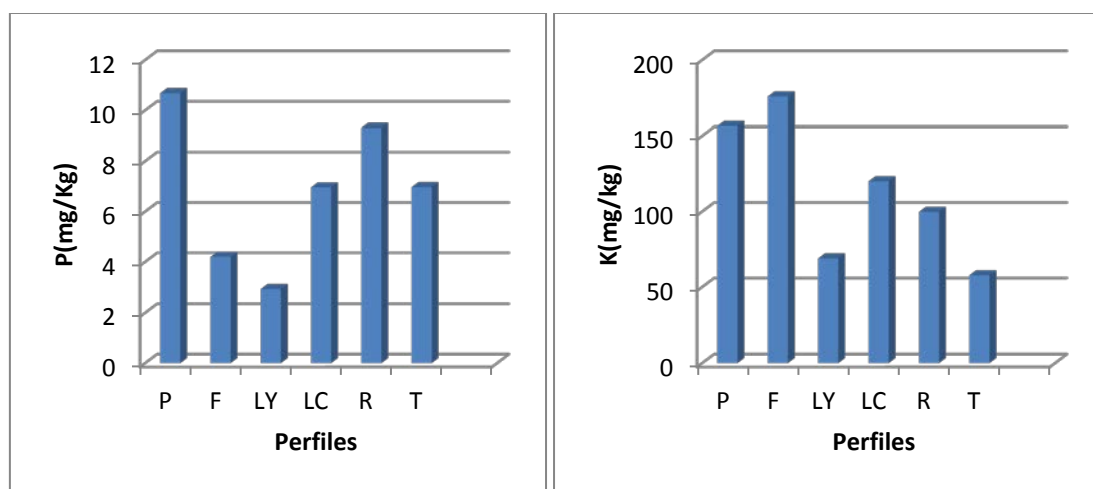 P(mg/Kg)
12
10
8
6
4
2
0
P F LY LC R T
Perfiles
K(mg/kg)
200
150
100
50
0
P F LY LC R T
Perfiles